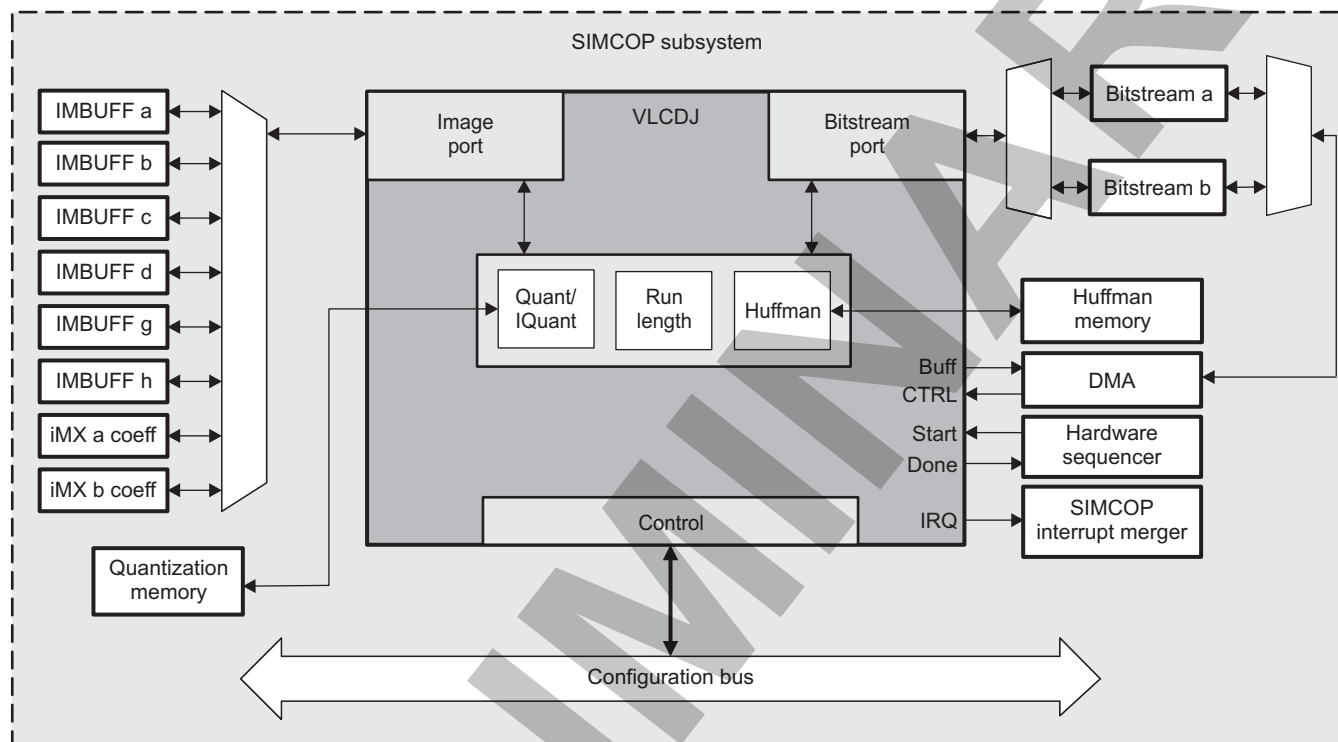 SIMCOP subsystem
IMBUFF a
IMBUFF b
IMBUFF c
IMBUFF d
IMBUFF g
IMBUFF h
iMX a coeff
iMX b coeff
Quantization
memory
Image
port
VLCDJ
Bitstream
port
Bitstream a
Bitstream b
Quant/
IQuant
Run
length
Huffman
Huffman
memory
Buff
CTRL
DMA
Start
Done
Hardware
sequencer
IRQ
SIMCOP
interrupt merger
Control
Configuration bus
IMINAR